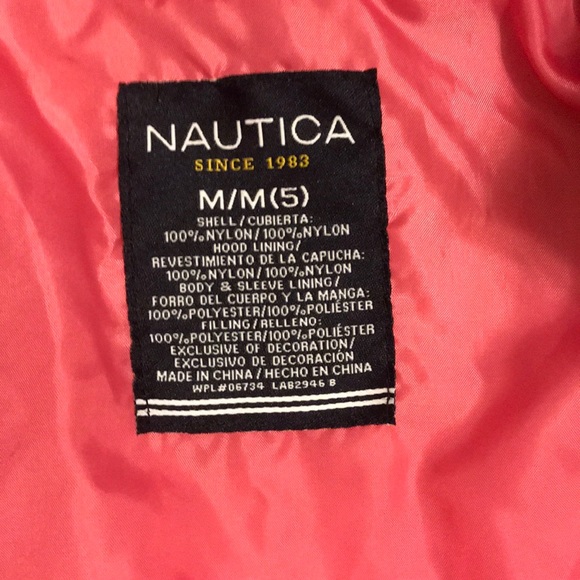 NAUTICA
SINCE 1983
M/M(5)
SHELL/CUBIERTA:
100%NYLON/100%NYLON
HOOD LINING/
REVESTIMIENTO DE LA CAPUCHA:
100%NYLON/100%NYLON
BODY & SLEEVE LINING/
FORRO DEL CUERPO Y LA MANGA:
100%POLYESTER/100%POLIÉSTER
FILLING/RELLENO:
100%POLYESTER/100%POLIÉSTER
EXCLUSIVE OF DECORATION/
EXCLUSIVO DE DECORACIÓN
MADE IN CHINA/HECHO EN CHINA
WPL#06734 LAB2946 B